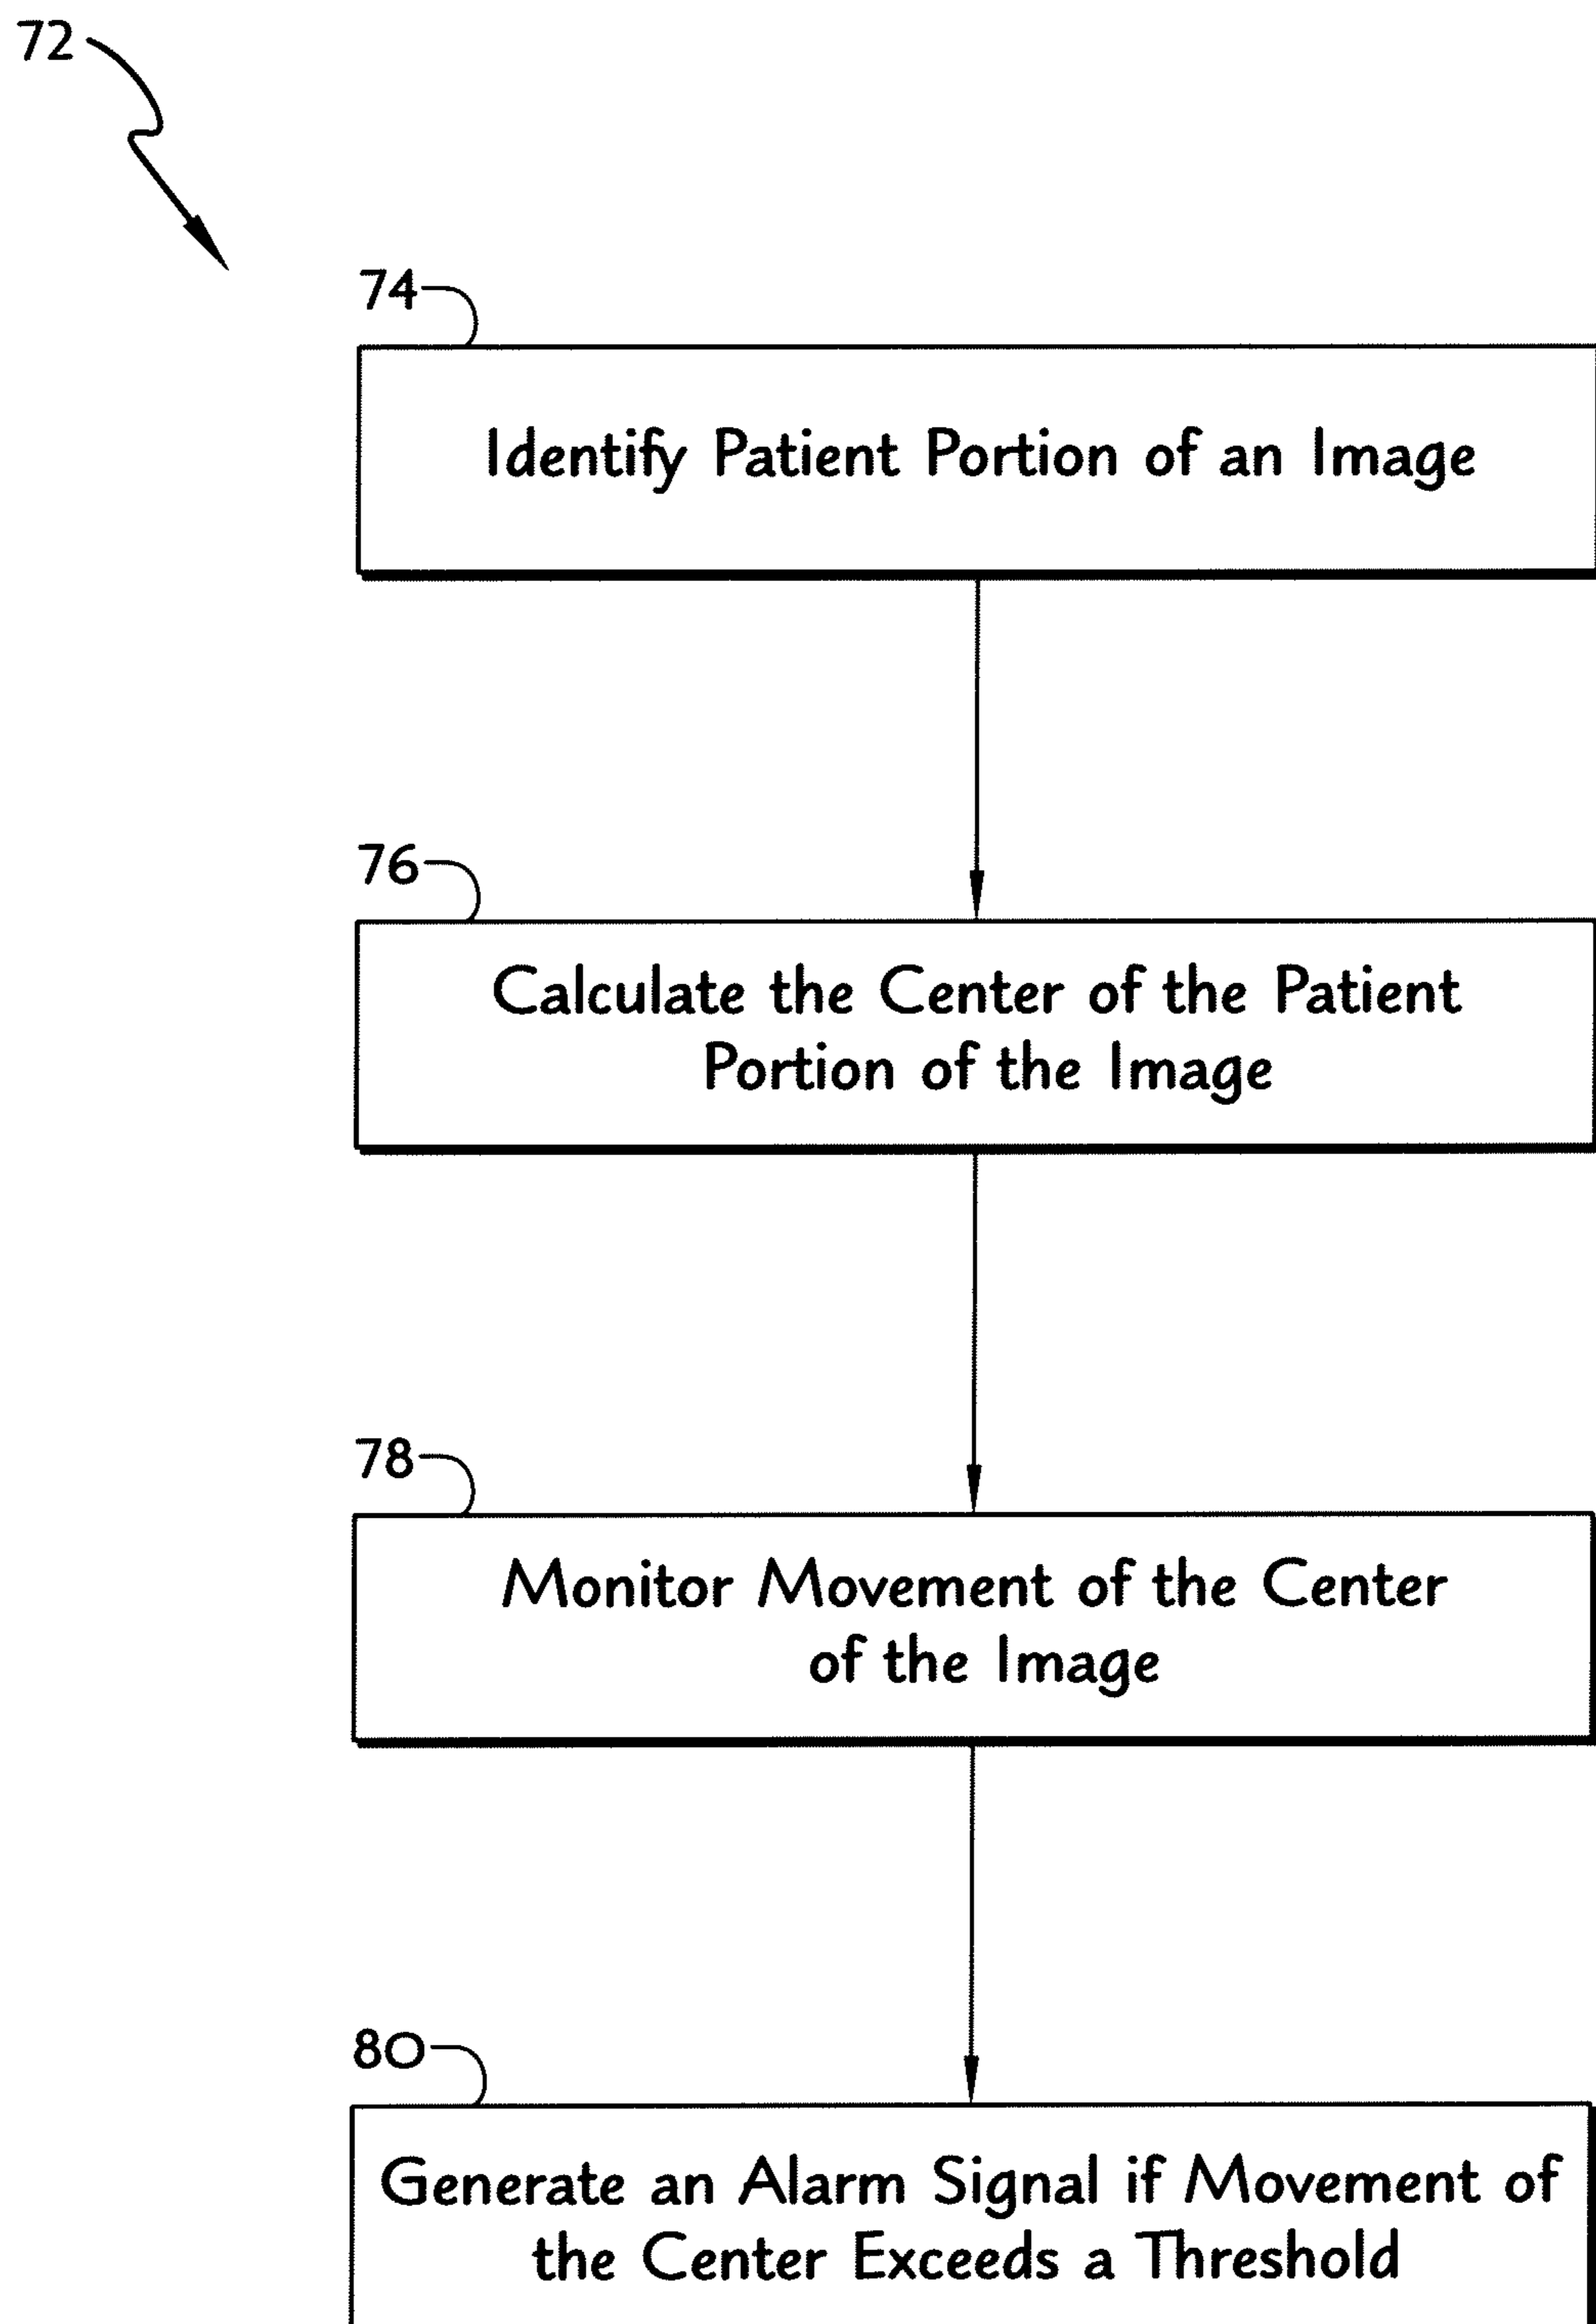 72
74
Identify Patient Portion of an Image
76
Calculate the Center of the Patient
Portion of the Image
78
Monitor Movement of the Center
of the Image
80
Generate an Alarm Signal if Movement of
the Center Exceeds a Threshold